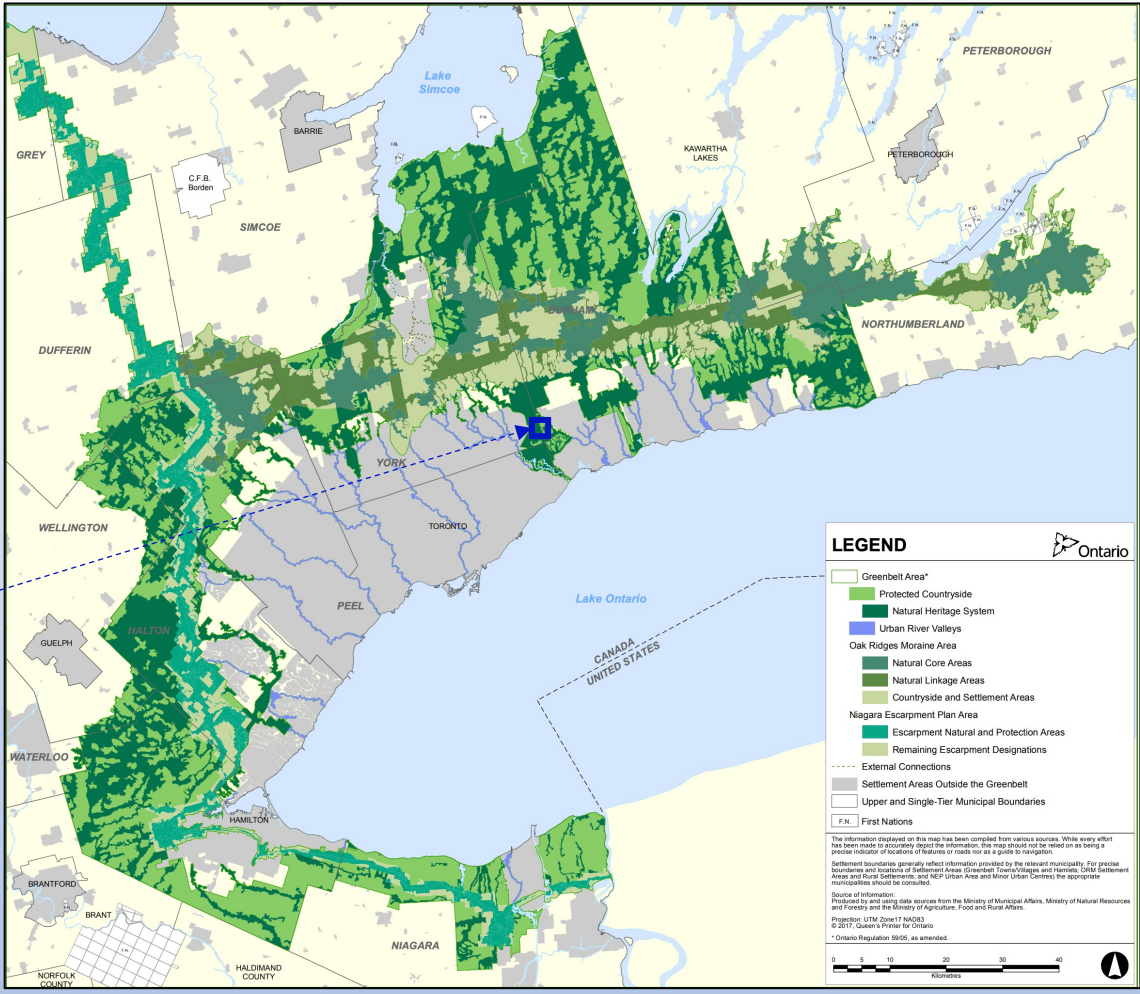 PETERBOROUGH
Lake
Simcoe
F.N.
BARRIE
GREY
KAWARTHA
LAKES
PETERBOROUGH
C.F.B.
Borden
SIMCOE
DURHAM
NORTHUMBERLAND
DUFFERIN
YORK
WELLINGTON
TORONTO
PEEL
Lake Ontario
HALTON
GUELPH
CANADA
UNITED STATES
WATERLOO
HAMILTON
BRANTFORD
BRANT
F.N.
NIAGARA
HALDIMAND
COUNTY
NORFOLK
COUNTY
LEGEND
Ontario
Greenbelt Area*
Protected Countryside
Natural Heritage System
Urban River Valleys
Oak Ridges Moraine Area
Natural Core Areas
Natural Linkage Areas
Countryside and Settlement Areas
Niagara Escarpment Plan Area
Escarpment Natural and Protection Areas
Remaining Escarpment Designations
External Connections
Settlement Areas Outside the Greenbelt
Upper and Single-Tier Municipal Boundaries
F.N. First Nations
The information displayed on this map has been compiled from various sources. While every effort
has been made to accurately depict the information, this map should not be relied on as being a
precise indicator of locations of features or roads nor as a guide to navigation.
Settlement boundaries generally reflect information provided by the relevant municipality. For precise
boundaries and locations of Settlement Areas (Greenbelt Towns/Villages and Hamlets; ORM Settlement
Areas and Rural Settlements; and NEP Urban Area and Minor Urban Centres) the appropriate
municipalities should be consulted.
Source of Information:
Produced by and using data sources from the Ministry of Municipal Affairs, Ministry of Natural Resources
and Forestry and the Ministry of Agriculture, Food and Rural Affairs.
Projection: UTM Zone17 NAD83
© 2017, Queen's Printer for Ontario
* Ontario Regulation 59/05, as amended.
0 5 10 20 30 40
Kilometres